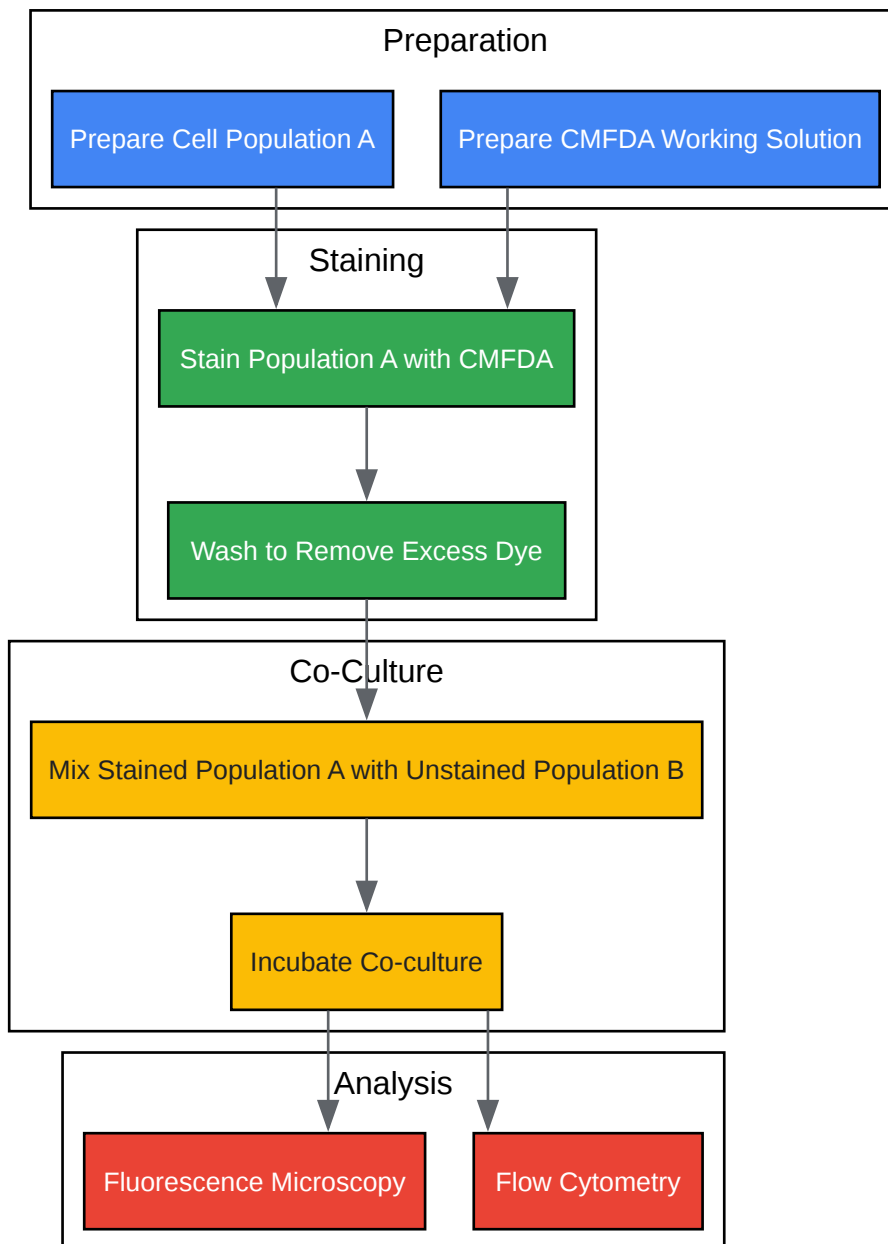 Preparation
Prepare Cell Population A
Prepare CMFDA Working Solution
Staining
Stain Population A with CMFDA
Wash to Remove Excess Dye
Co-Culture
Mix Stained Population A with Unstained Population B
Incubate Co-culture
Analysis
Fluorescence Microscopy
Flow Cytometry